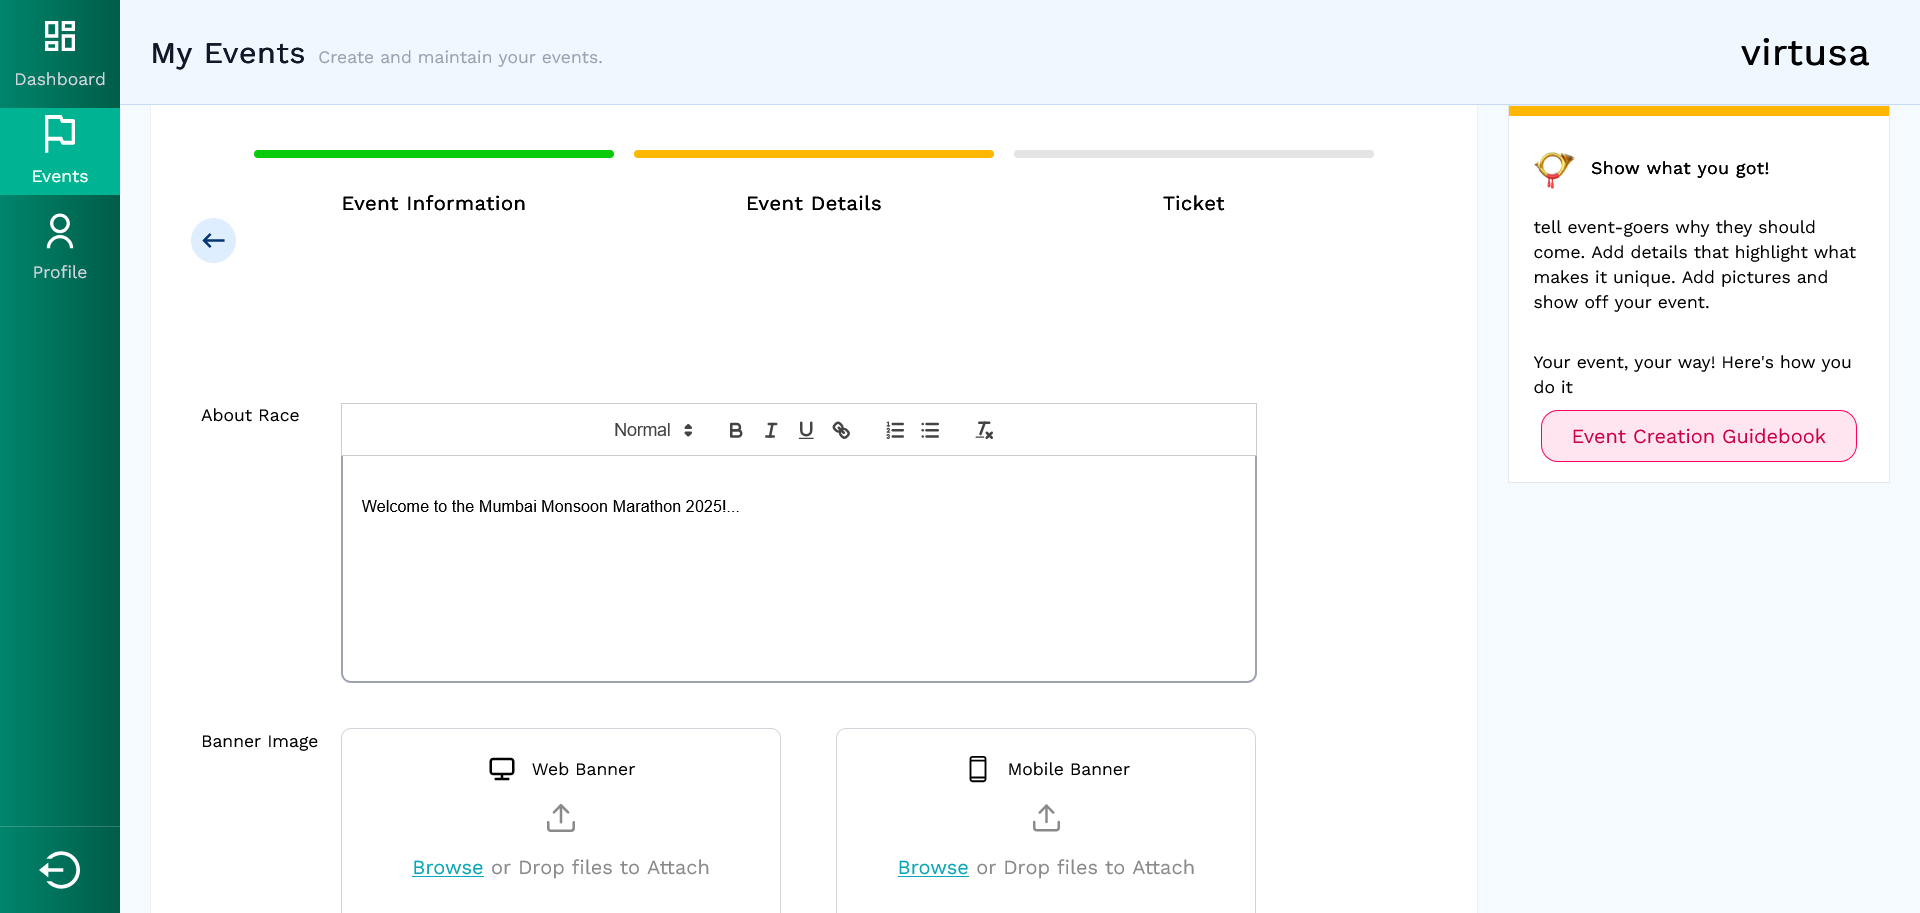 Dashboard
Events
Profile
My Events Create and maintain your events.
virtusa
Event Information
Event Details
Ticket
About Race
Normal
Welcome to the Mumbai Monsoon Marathon 2025!...
Banner Image
Web Banner
Browse or Drop files to Attach
Mobile Banner
Browse or Drop files to Attach
Show what you got!
tell event-goers why they should
come. Add details that highlight what
makes it unique. Add pictures and
show off your event.
Your event, your way! Here's how you
do it
Event Creation Guidebook